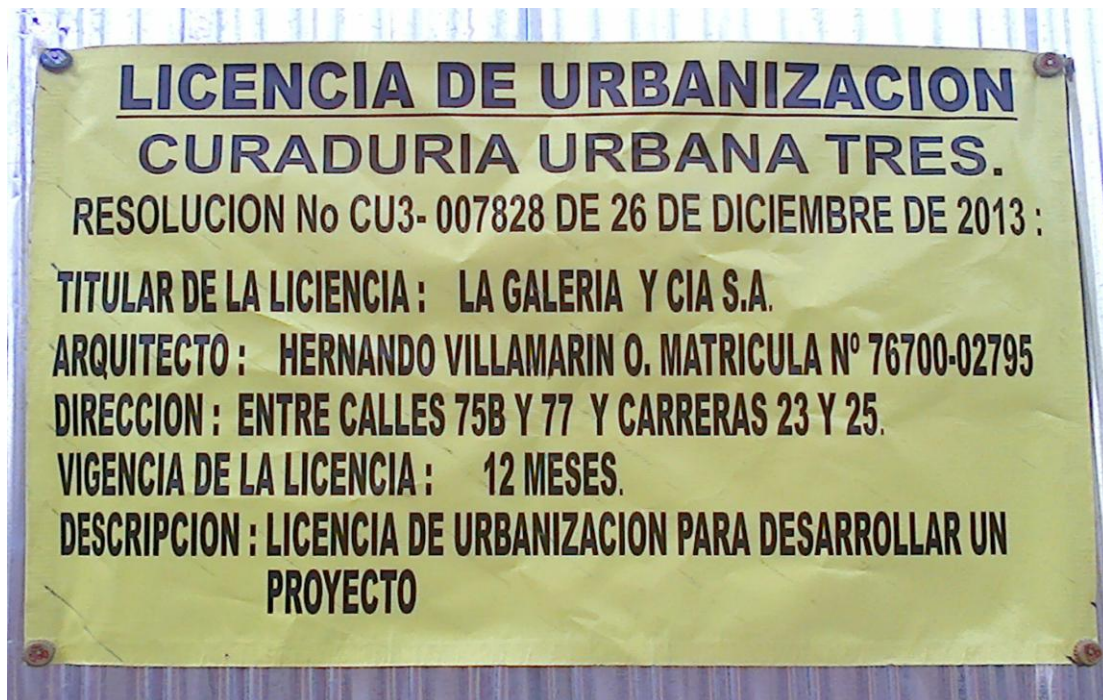 LICENCIA DE URBANIZACION
CURADURIA URBANA TRES.
RESOLUCION No CU3- 007828 DE 26 DE DICIEMBRE DE 2013 :
TITULAR DE LA LICIENCIA : LA GALERIA Y CIA S.A.
ARQUITECTO : HERNANDO VILLAMARIN O. MATRICULA Nº 76700-02795
DIRECCION : ENTRE CALLES 75B Y 77 Y CARRERAS 23 Y 25.
VIGENCIA DE LA LICENCIA : 12 MESES.
DESCRIPCION : LICENCIA DE URBANIZACION PARA DESARROLLAR UN
PROYECTO